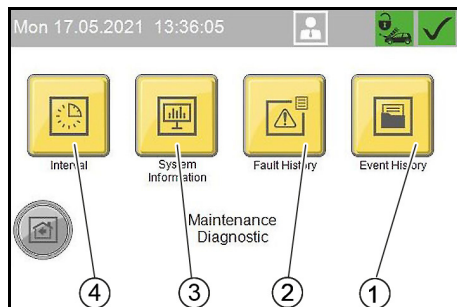 Mon 17.05.2021 13:36:05
Interval
System
Information
Fault History
Event History
Maintenance
Diagnostic
4
3
2
1